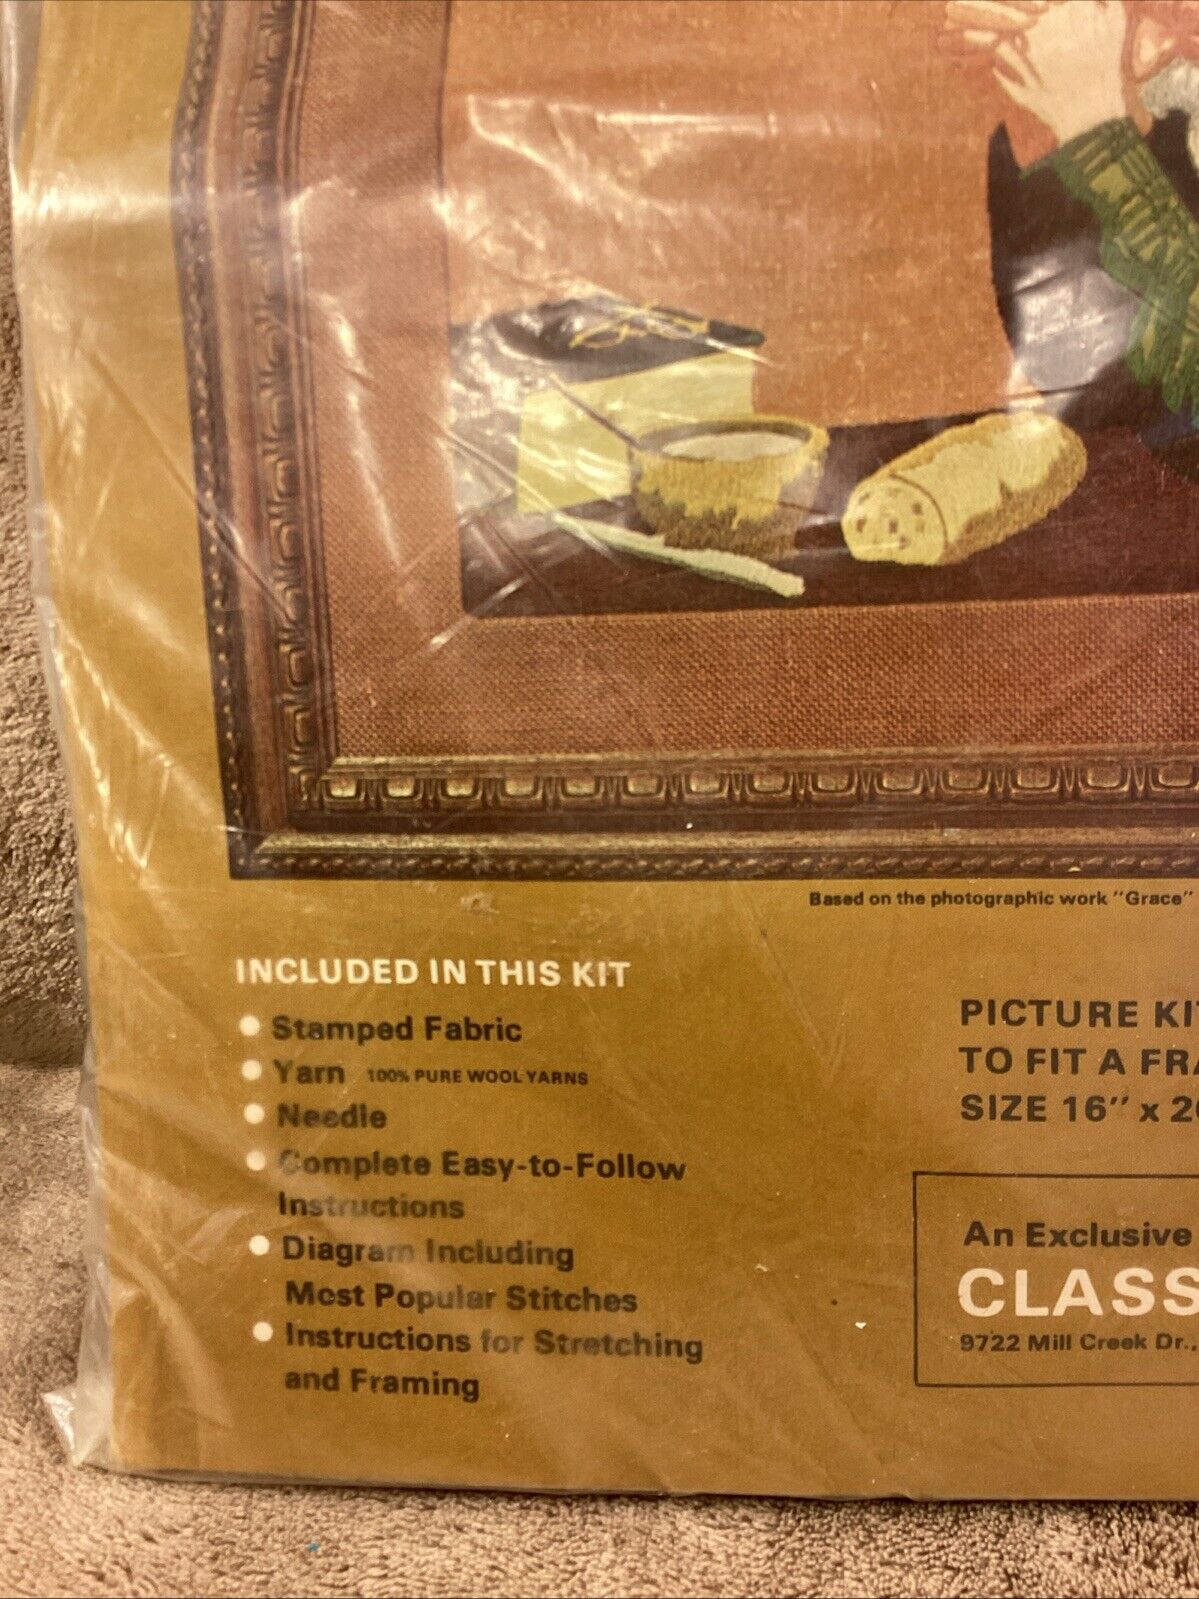 Based on the photographic work "Grace"
INCLUDED IN THIS KIT
Stamped Fabric
Yarn 100% PURE WOOL YARNS
Needle
Complete Easy-to-Follow
Instructions
Diagram Including
Most Popular Stitches
Instructions for Stretching
and Framing
PICTURE KI
TO FIT A FRA
SIZE 16" x 2
An Exclusive
CLASS
9722 Mill Creek Dr.,